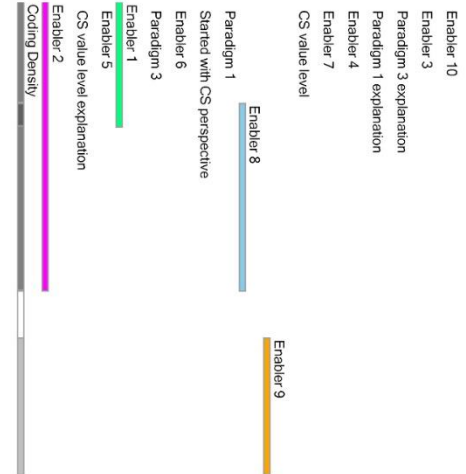 Enabler 10
Enabler 3
Paradigm 3 explanation
Paradigm 1 explanation
Enabler 4
Enabler 7
CS value level
Enabler 9
Enabler 8
Paradigm 1
Started with CS perspective
Enabler 6
Paradigm 3
Enabler 1
Enabler 5
CS value level explanation
Enabler 2
Coding Density